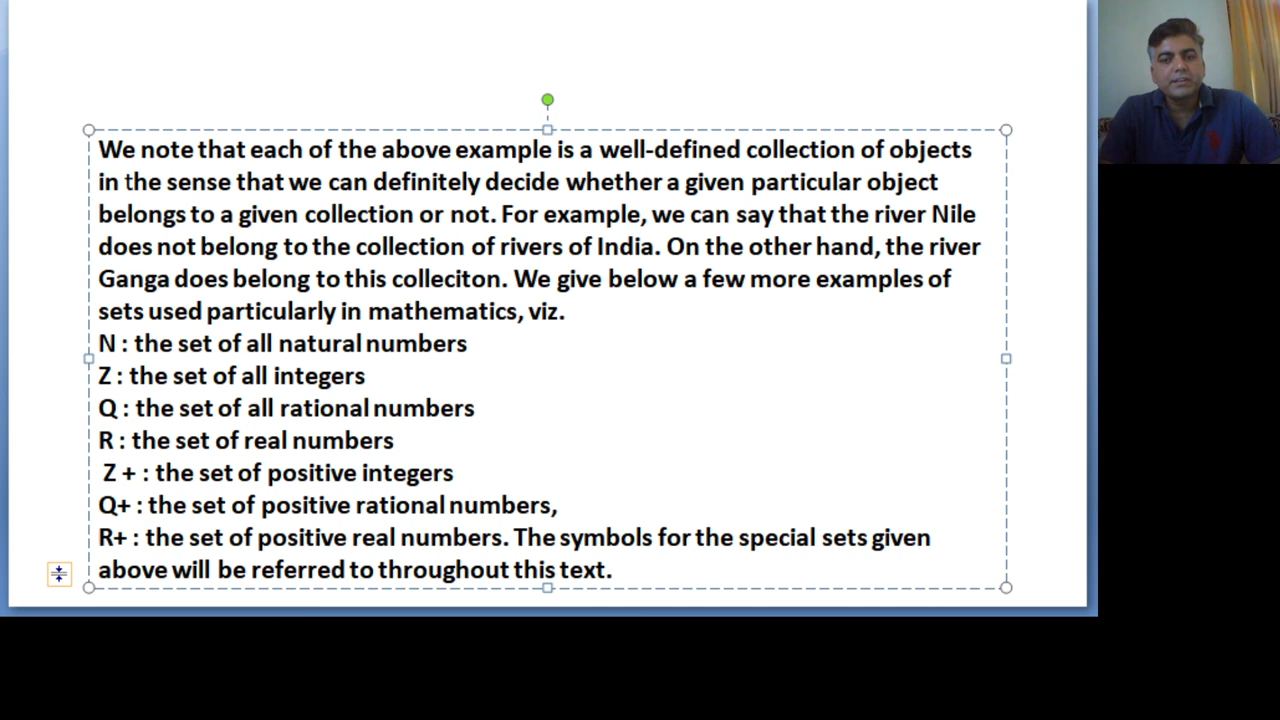 We note that each of the above example is a well-defined collection of objects
in the sense that we can definitely decide whether a given particular object
belongs to a given collection or not. For example, we can say that the river Nile
does not belong to the collection of rivers of India. On the other hand, the river
Ganga does belong to this colleciton. We give below a few more examples of
sets used particularly in mathematics, viz.
N : the set of all natural numbers
Z : the set of all integers
Q : the set of all rational numbers
R : the set of real numbers
Z + : the set of positive integers
Q+ : the set of positive rational numbers,
R+ : the set of positive real numbers. The symbols for the special sets given
above will be referred to throughout this text.